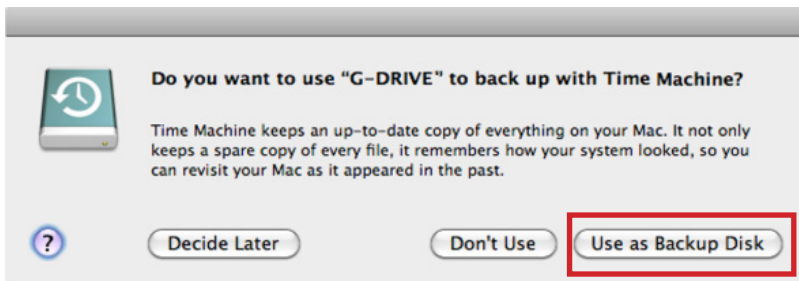 Do you want to use “G-DRIVE” to back up with Time Machine?
Time Machine keeps an up-to-date copy of everything on your Mac. It not only
keeps a spare copy of every file, it remembers how your system looked, so you
can revisit your Mac as it appeared in the past.
?
Decide Later
Don't Use
Use as Backup Disk